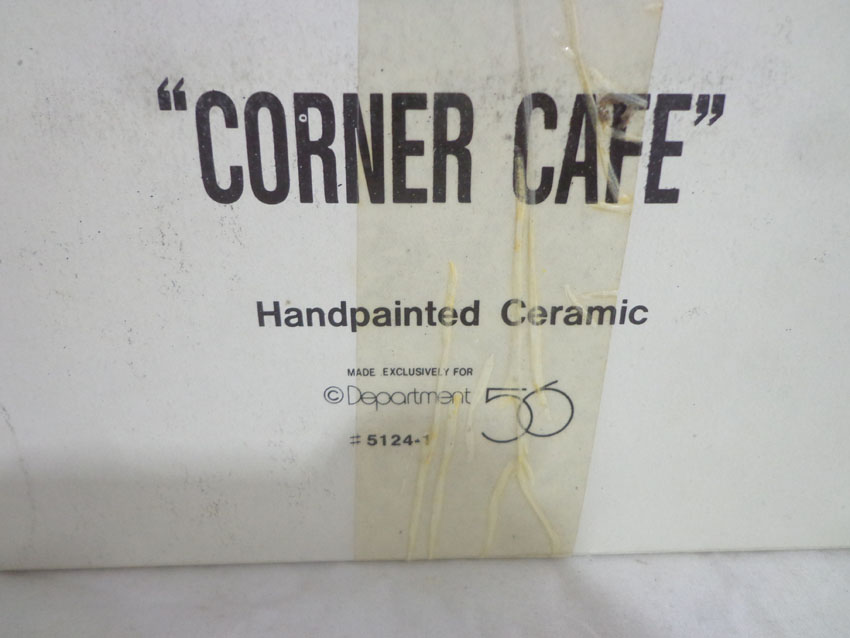 “CORNER CAFE”
Handpainted Ceramic
MADE EXCLUSIVELY FOR
©Department 56
#5124-1